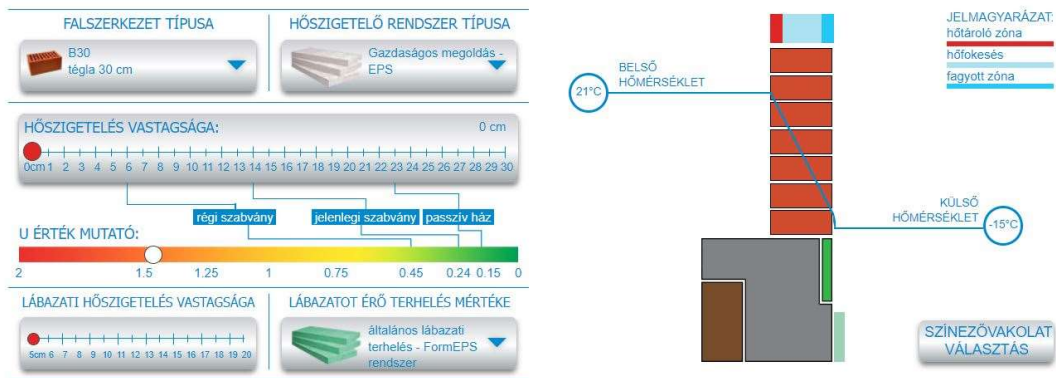 FALSZERKEZET TÍPUSA
B30
tégla 30 cm
HŐSZIGETELŐ RENDSZER TÍPUSA
Gazdaságos megoldás -
EPS
HŐSZIGETELÉS VASTAGSÁGA:
0 cm
0cm 1 2 3 4 5 6 7 8 9 10 11 12 13 14 15 16 17 18 19 20 21 22 23 24 25 26 27 28 29 30
régi szabvány
jelenlegi szabvány
passzív ház
U ÉRTÉK MUTATÓ:
2 1.5 1.25 1 0.75 0.45 0.24 0.15 0
LÁBAZATI HŐSZIGETELÉS VASTAGSÁGA
5cm 6 7 8 9 10 11 12 13 14 15 16 17 18 19 20
LÁBAZATOT ÉRŐ TERHELÉS MÉRTÉKE
általános lábazati
terhelés - FormEPS
rendszer
JELMAGYARÁZAT:
hőtároló zóna
hőfokesés
fagyott zóna
BELSŐ
HŐMÉRSÉKLET
21°C
KÜLSŐ
HŐMÉRSÉKLET
-15°C
SZÍNEZŐVAKOLAT
VÁLASZTÁS